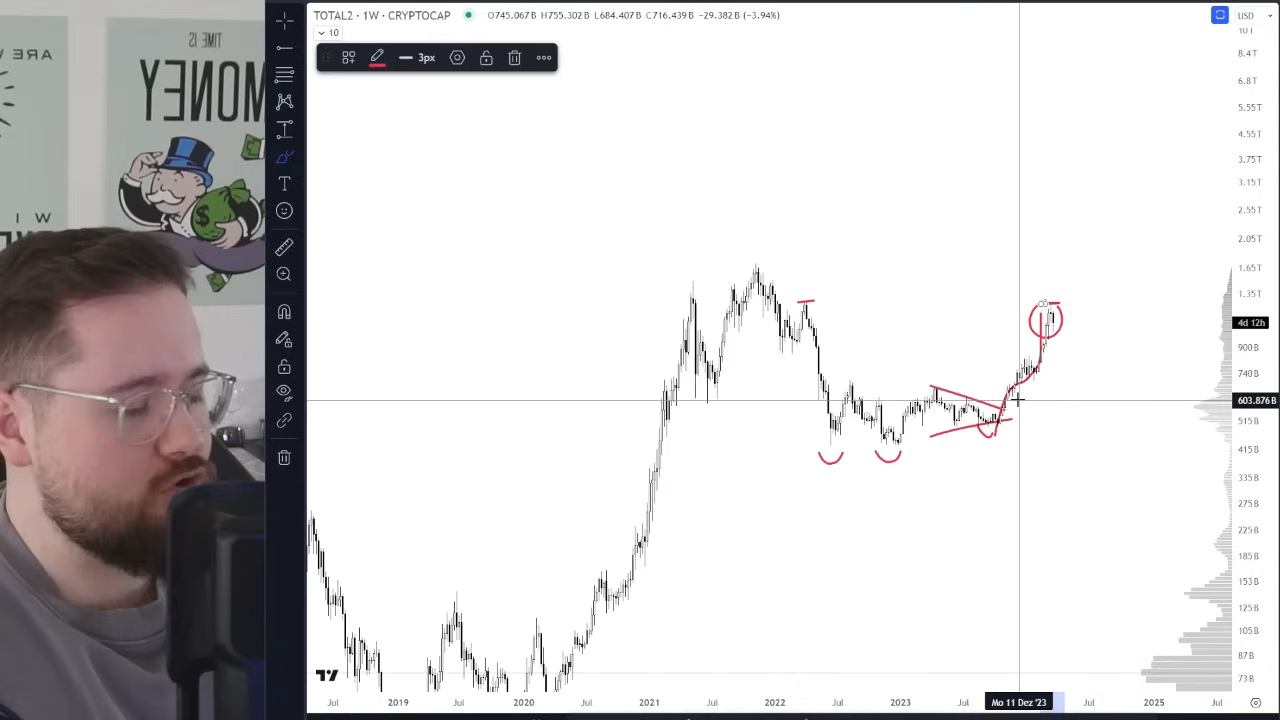 TOTAL2 · 1W · CRYPTOCAP O745.067B H755.302B L684.407B C716.439B −29.382B (−3.94%) USD
10
3px
TIME IS
MONEY
ARE
I W
10T
8.4T
6.8T
5.55T
4.55T
3.75T
3.15T
2.55T
2.05T
1.65T
1.35T
4d 12h
900B
740B
603.876B
511B
415B
335B
275B
225B
185B
153B
125B
105B
87B
73B
Jul 2019 Jul 2020 Jul 2021 Jul 2022 Jul 2023 Jul Mo 11 Dez '23 Jul 2025 Jul